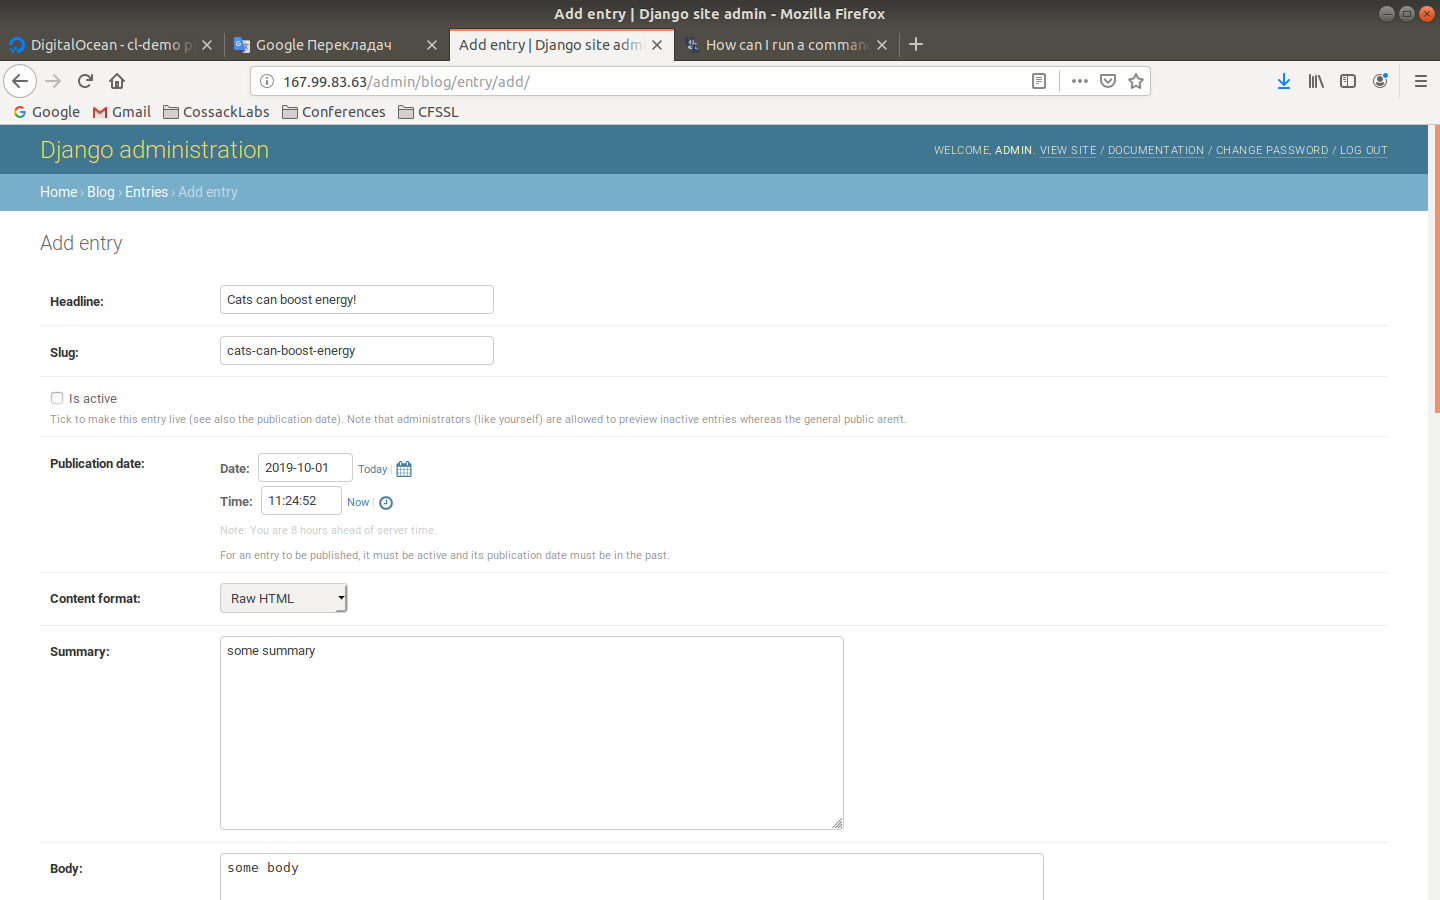 Add entry | Django site admin - Mozilla Firefox
DigitalOcean - cl-demo
Google Перекладач
Add entry | Django site adm
How can I run a comman
167.99.83.63/admin/blog/entry/add/
Google Gmail CossackLabs Conferences CFSSL
Django administration
WELCOME, ADMIN. VIEW SITE / DOCUMENTATION / CHANGE PASSWORD / LOG OUT
Home › Blog › Entries › Add entry
Add entry
Headline: Cats can boost energy!
Slug: cats-can-boost-energy
Is active
Tick to make this entry live (see also the publication date). Note that administrators (like yourself) are allowed to preview inactive entries whereas the general public aren't.
Publication date:
Date: 2019-10-01 Today |
Time: 11:24:52 Now |
Note: You are 8 hours ahead of server time.
For an entry to be published, it must be active and its publication date must be in the past.
Content format: Raw HTML
Summary: some summary
Body: some body